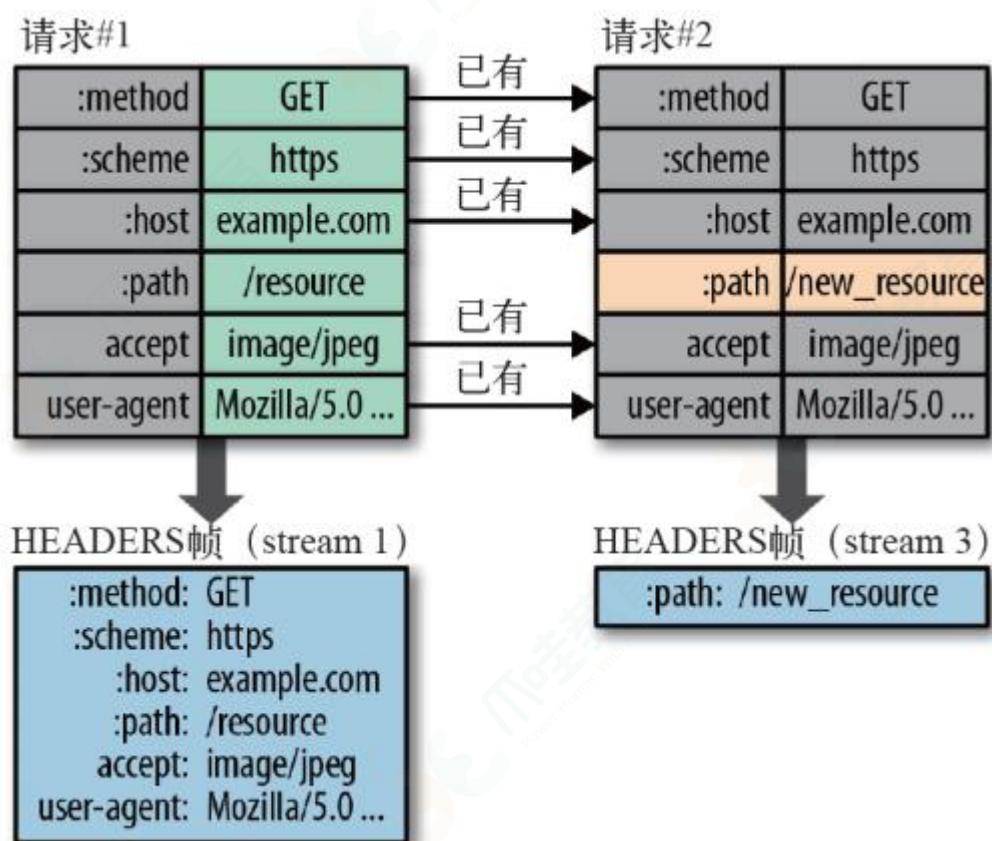 请求#1
:method GET
:scheme https
:host example.com
:path /resource
accept image/jpeg
user-agent Mozilla/5.0 ...
已有
已有
已有
已有
已有
请求#2
:method GET
:scheme https
:host example.com
:path /new_resource
accept image/jpeg
user-agent Mozilla/5.0 ...
HEADERS帧（stream 1）
:method: GET
:scheme: https
:host: example.com
:path: /resource
accept: image/jpeg
user-agent: Mozilla/5.0 ...
HEADERS帧（stream 3）
:path: /new_resource